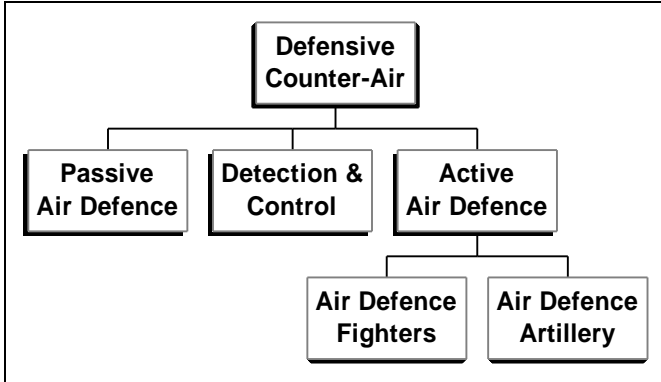 Defensive
Counter-Air
Passive
Air Defence
Detection &
Control
Active
Air Defence
Air Defence
Fighters
Air Defence
Artillery